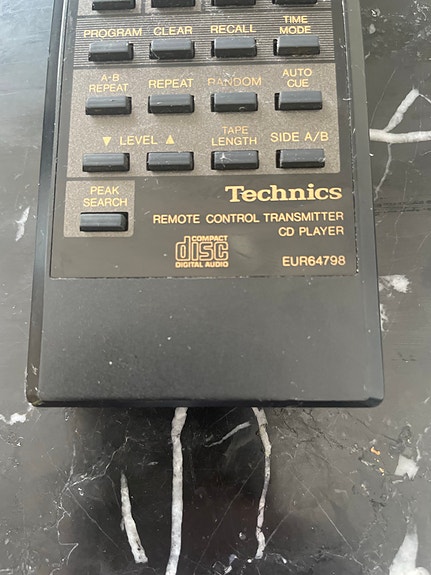 PROGRAM CLEAR RECALL TIME MODE
A-B REPEAT REPEAT RANDOM AUTO CUE
▼ LEVEL ▲ TAPE LENGTH SIDE A/B
PEAK SEARCH
Technics
REMOTE CONTROL TRANSMITTER
CD PLAYER
COMPACT
disc
DIGITAL AUDIO
EUR64798